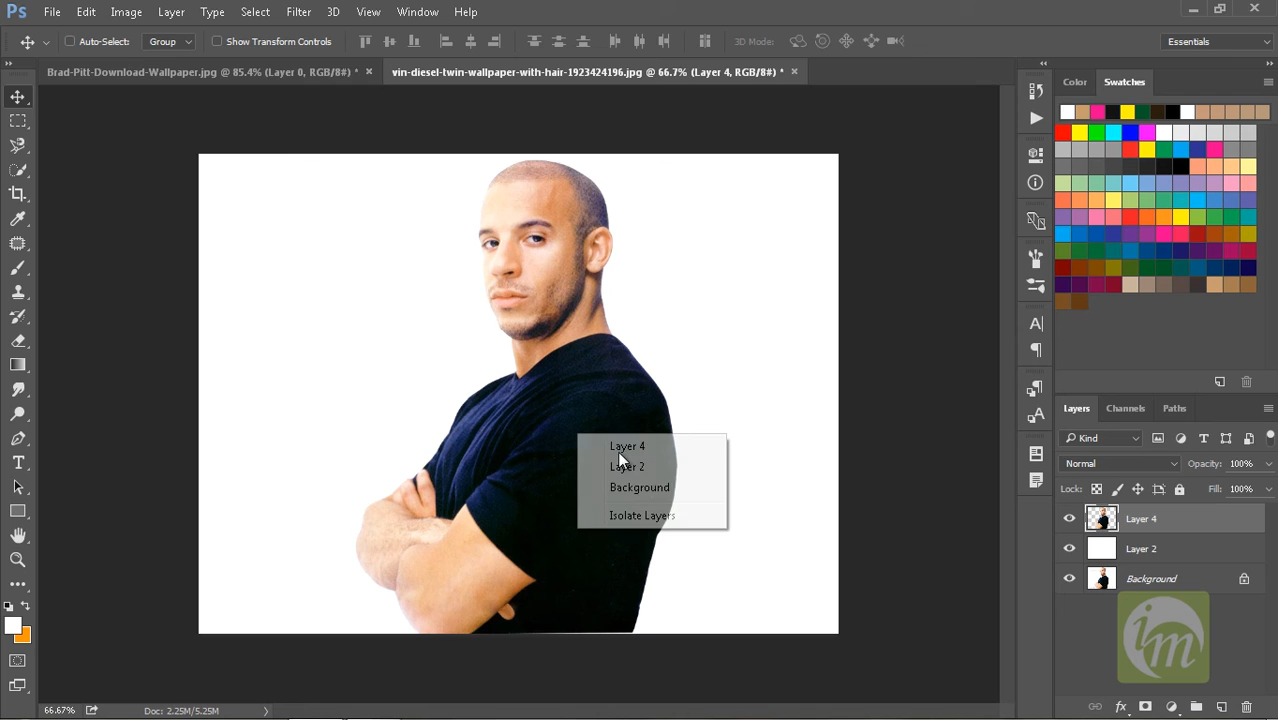 Ps File Edit Image Layer Type Select Filter 3D View Window Help
Auto-Select: Group Show Transform Controls 3D Mode: Essentials
Brad-Pitt-Download-Wallpaper.jpg @ 85.4% (Layer 0, RGB/8#) * vin-diesel-twin-wallpaper-with-hair-1923424196.jpg @ 66.7% (Layer 4, RGB/8#) *
Color Swatches
Layer 4
Layer 2
Background
Isolate Layers
Layers Channels Paths
Kind
Normal Opacity: 100%
Lock: Fill: 100%
Layer 4
Layer 2
Background
im
fx
66.67% Doc: 2.25M/5.25M